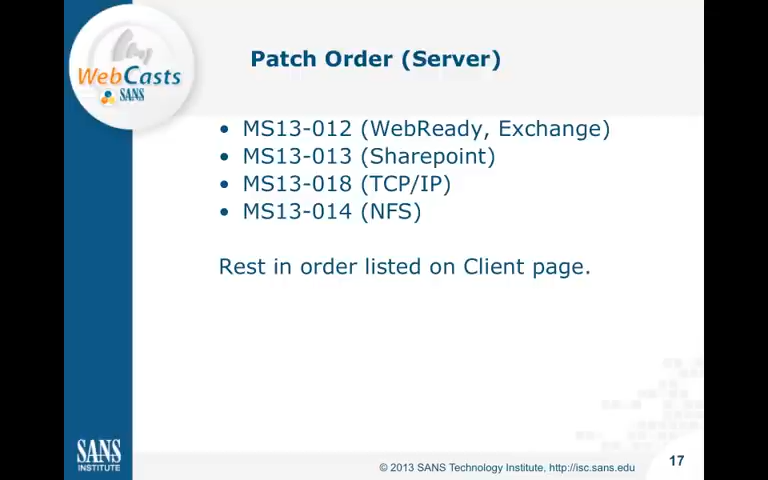 WebCasts
SANS
Patch Order (Server)
• MS13-012 (WebReady, Exchange)
• MS13-013 (Sharepoint)
• MS13-018 (TCP/IP)
• MS13-014 (NFS)
Rest in order listed on Client page.
SANS
INSTITUTE
© 2013 SANS Technology Institute, http://isc.sans.edu
17